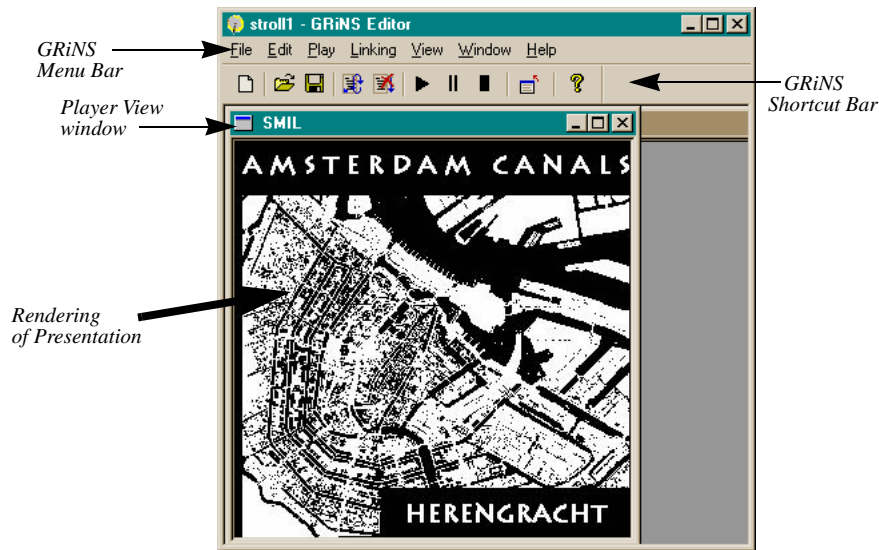 stroll1 - GRiNS Editor
GRiNS
Menu Bar
File Edit Play Linking View Window Help
GRiNS
Shortcut Bar
Player View
window
SMIL
AMSTERDAM CANALS
Rendering
of Presentation
HERENGRACHT